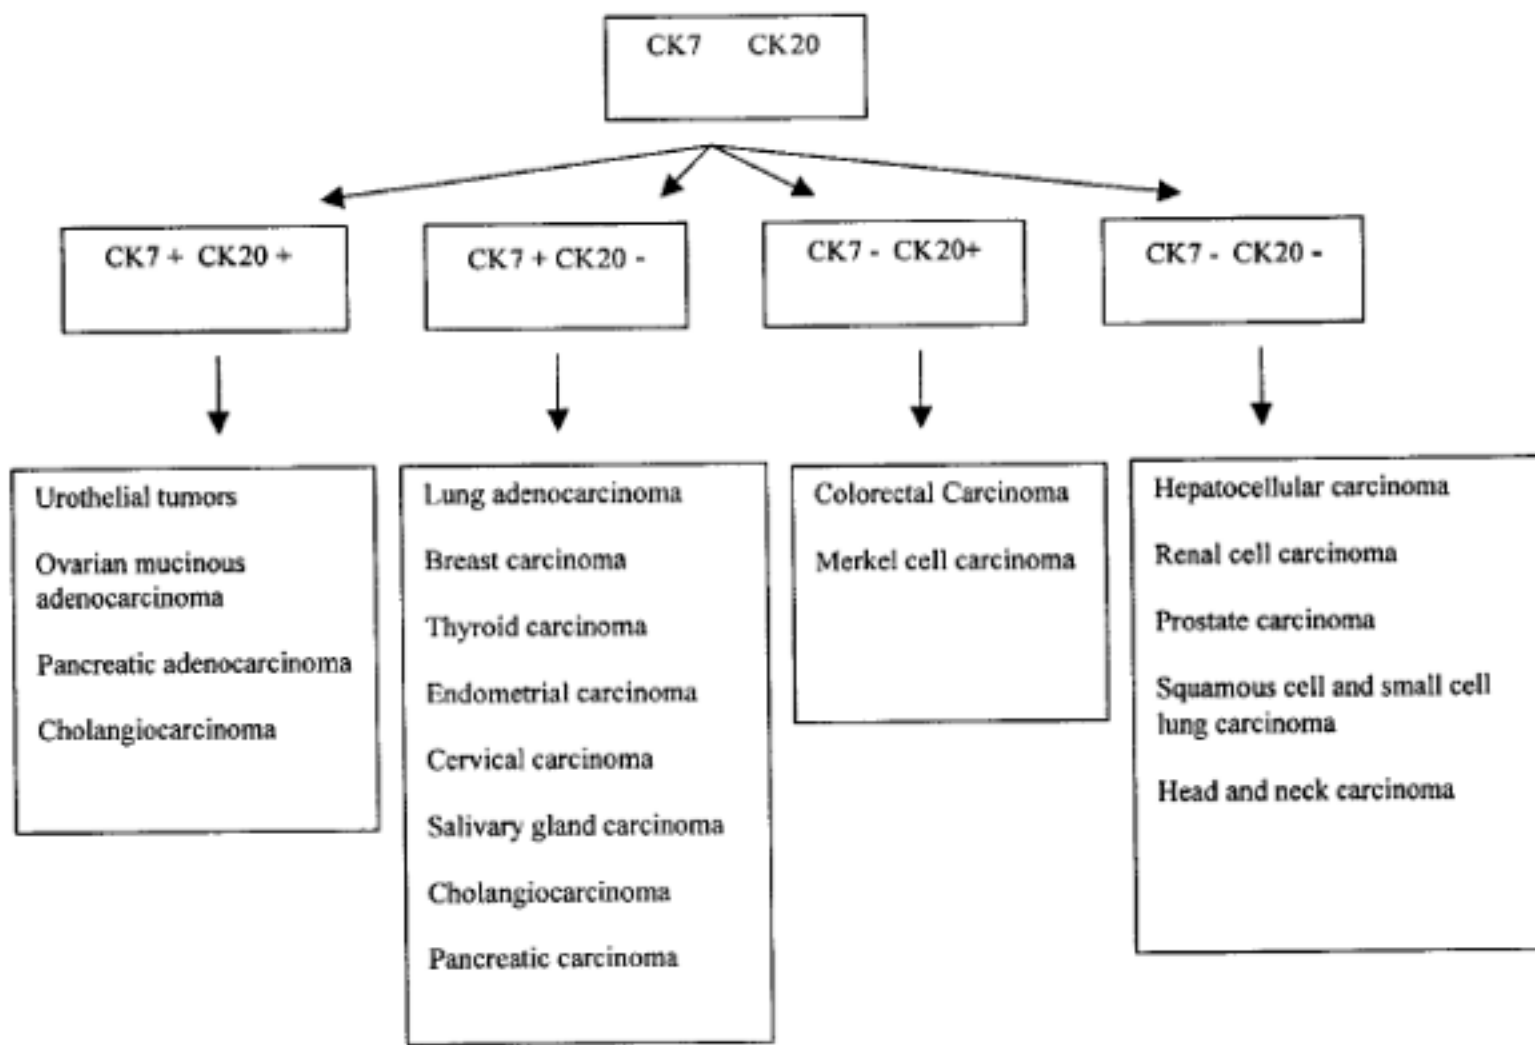 CK7 CK20
CK7 + CK20 +
CK7 + CK20 -
CK7 - CK20+
CK7 - CK20 -
Urothelial tumors
Ovarian mucinous
adenocarcinoma
Pancreatic adenocarcinoma
Cholangiocarcinoma
Lung adenocarcinoma
Breast carcinoma
Thyroid carcinoma
Endometrial carcinoma
Cervical carcinoma
Salivary gland carcinoma
Cholangiocarcinoma
Pancreatic carcinoma
Colorectal Carcinoma
Merkel cell carcinoma
Hepatocellular carcinoma
Renal cell carcinoma
Prostate carcinoma
Squamous cell and small cell
lung carcinoma
Head and neck carcinoma